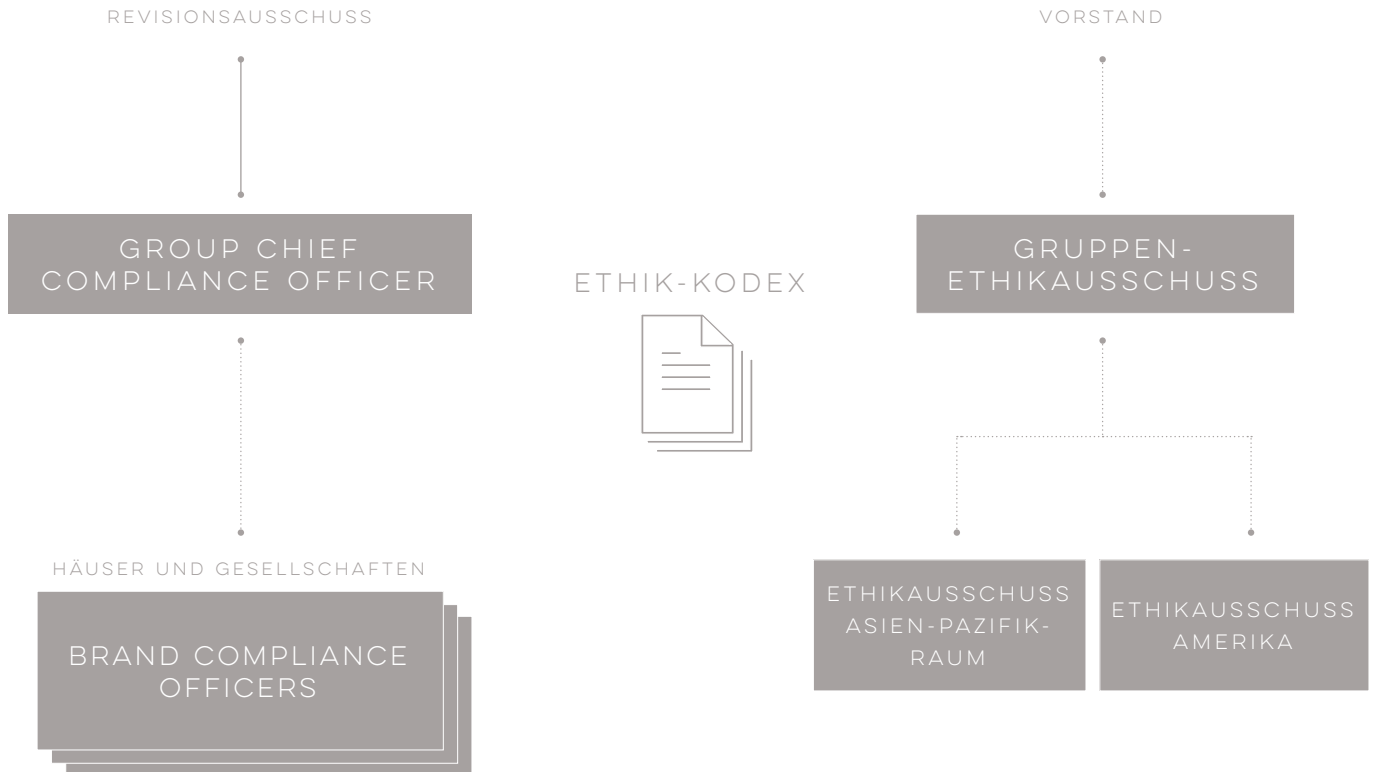 REVISIONSAUSSCHUSS
VORSTAND
GROUP CHIEF
COMPLIANCE OFFICER
ETHIK-KODEX
GRUPPEN-
ETHIKAUSSCHUSS
HÄUSER UND GESELLSCHAFTEN
BRAND COMPLIANCE
OFFICERS
ETHIKAUSSCHUSS
ASIEN-PAZIFIK-
RAUM
ETHIKAUSSCHUSS
AMERIKA